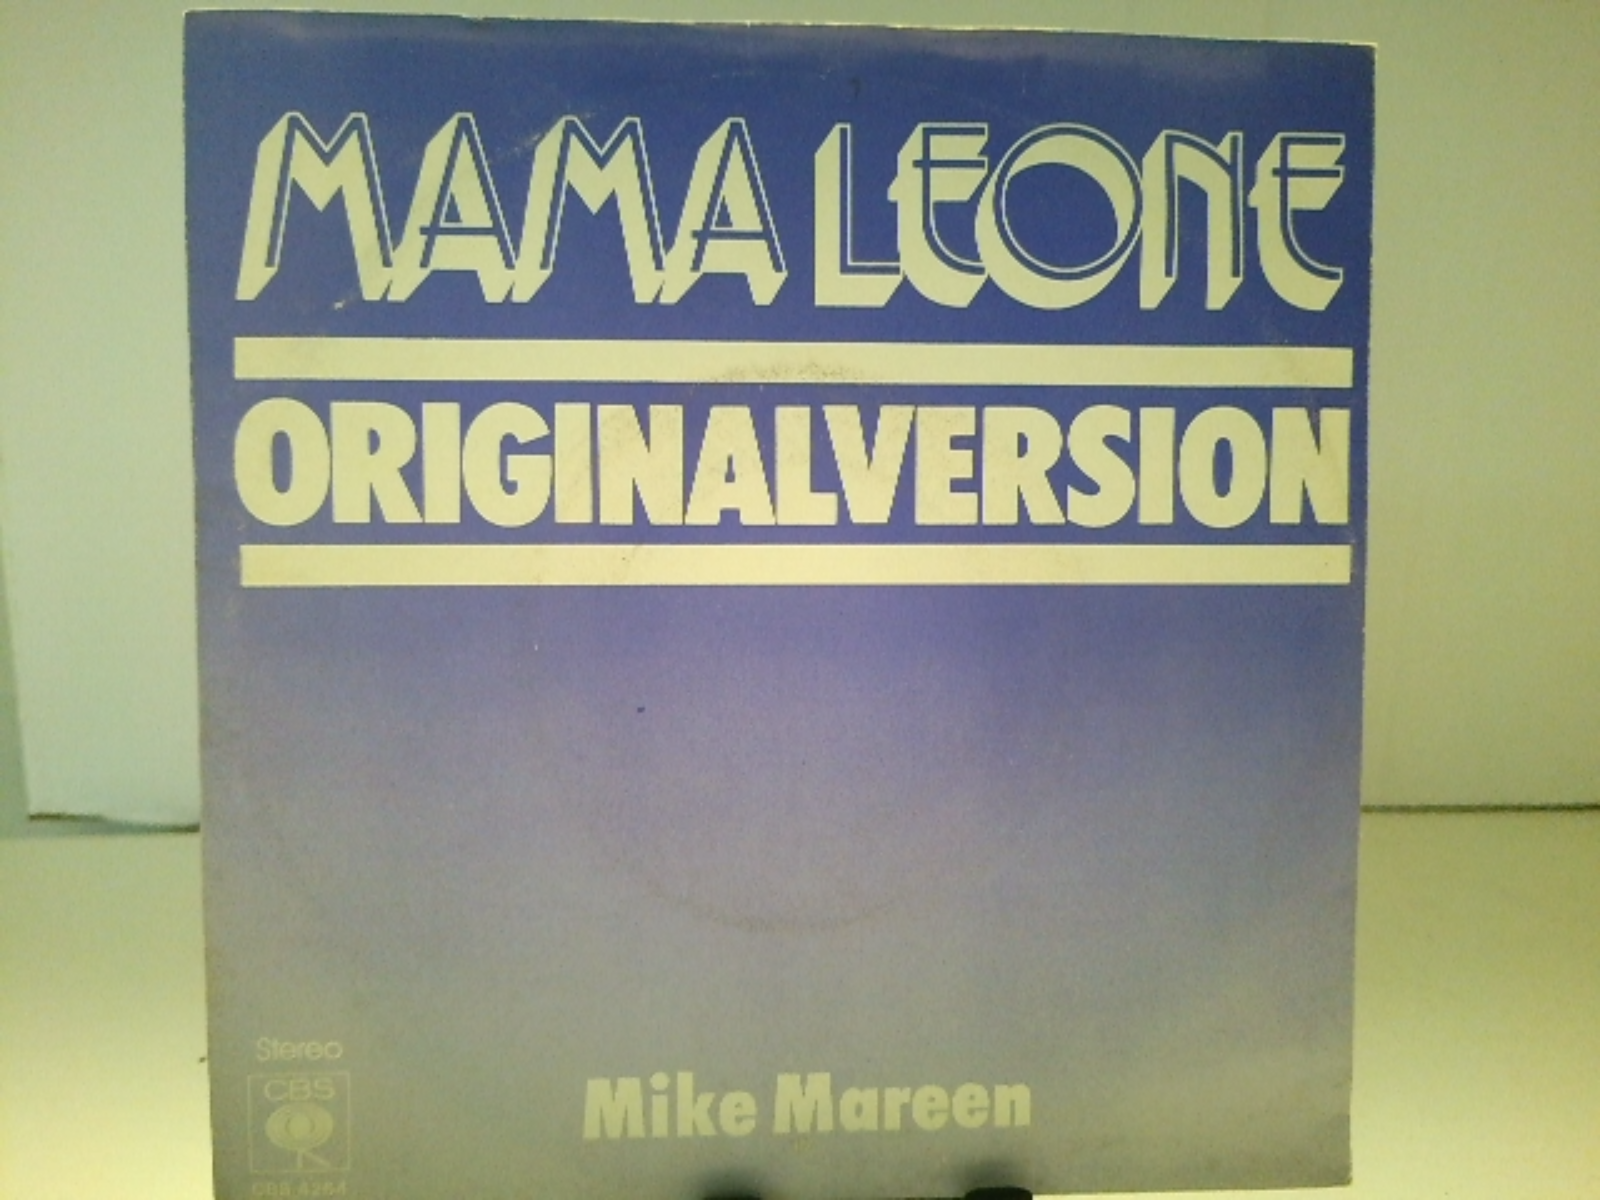 MAMA LEONE
ORIGINALVERSION
Stereo
CBS
Mike Mareen